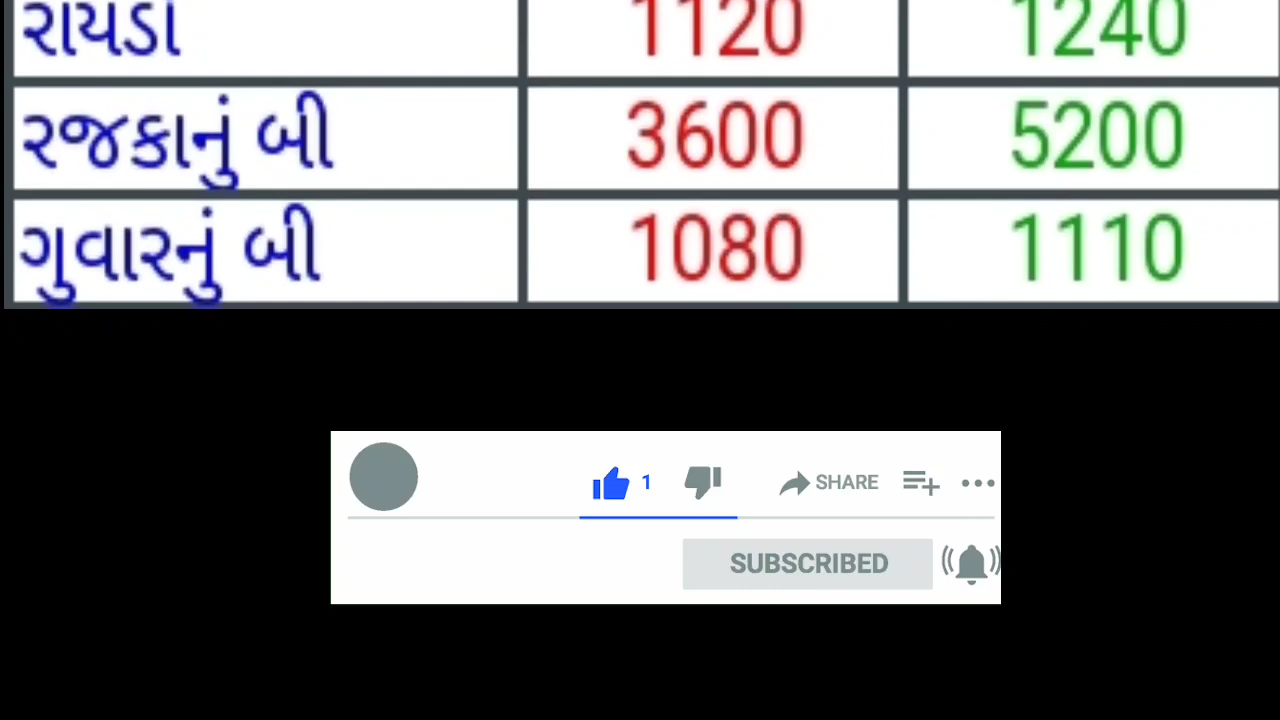 રાયડો 1120 1240
રજકાનું બી 3600 5200
ગુવારનું બી 1080 1110
1 SHARE
SUBSCRIBED